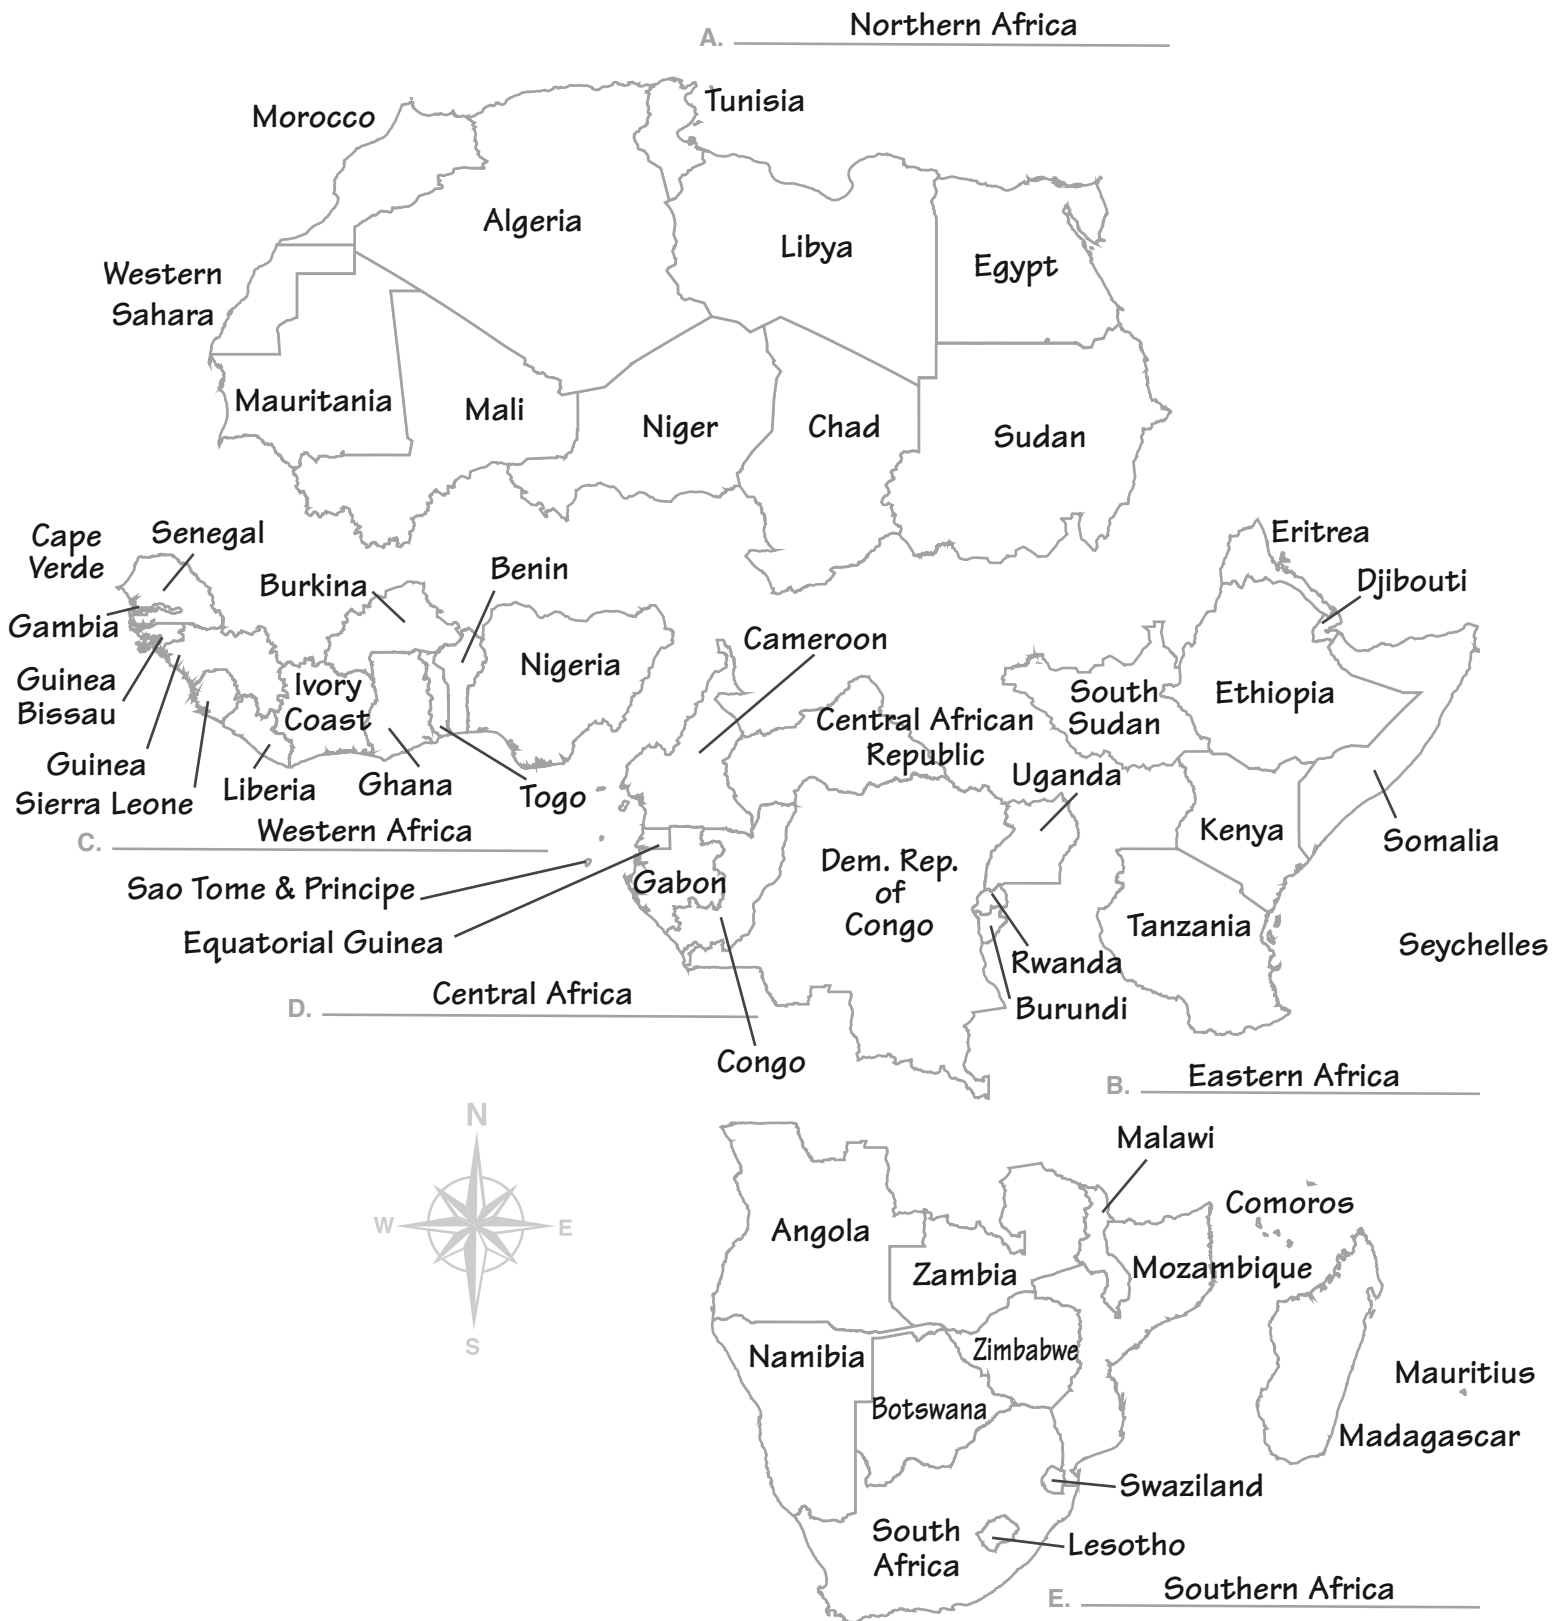 A. Northern Africa
Morocco
Tunisia
Algeria
Libya
Egypt
Western
Sahara
Mauritania
Mali
Niger
Chad
Sudan
Cape
Verde
Senegal
Burkina
Benin
Gambia
Nigeria
Guinea
Bissau
Ivory
Coast
Guinea
Sierra Leone
Liberia
Ghana
Togo
C. Western Africa
Eritrea
Djibouti
South
Sudan
Ethiopia
Uganda
Kenya
Somalia
Tanzania
Seychelles
Rwanda
Burundi
B. Eastern Africa
Cameroon
Central African
Republic
Dem. Rep.
of
Congo
Gabon
Sao Tome & Principe
Equatorial Guinea
D. Central Africa
Congo
N
W
E
S
Malawi
Comoros
Angola
Zambia
Mozambique
Namibia
Zimbabwe
Botswana
Mauritius
Madagascar
Swaziland
South
Africa
Lesotho
E. Southern Africa